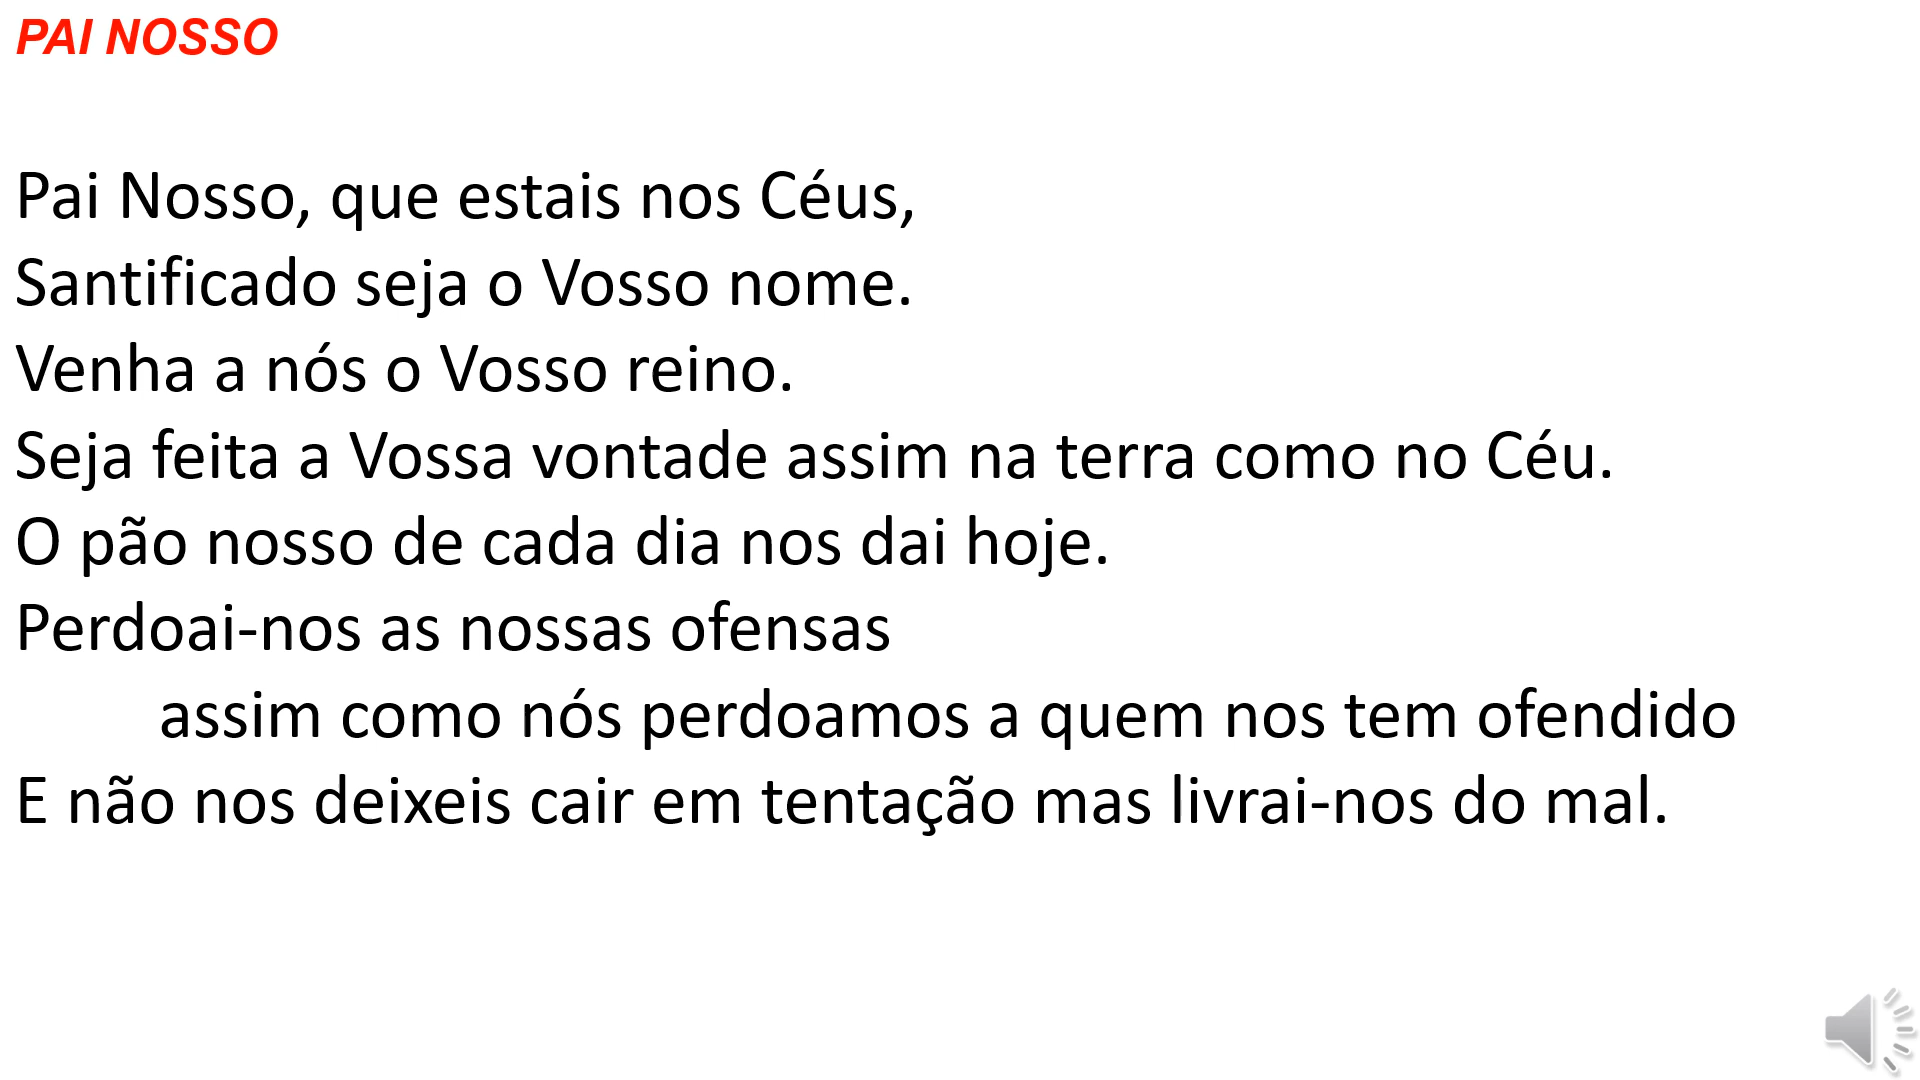 PAI NOSSO
Pai Nosso, que estais nos Céus,
Santificado seja o Vosso nome.
Venha a nós o Vosso reino.
Seja feita a Vossa vontade assim na terra como no Céu.
O pão nosso de cada dia nos dai hoje.
Perdoai-nos as nossas ofensas
assim como nós perdoamos a quem nos tem ofendido
E não nos deixeis cair em tentação mas livrai-nos do mal.